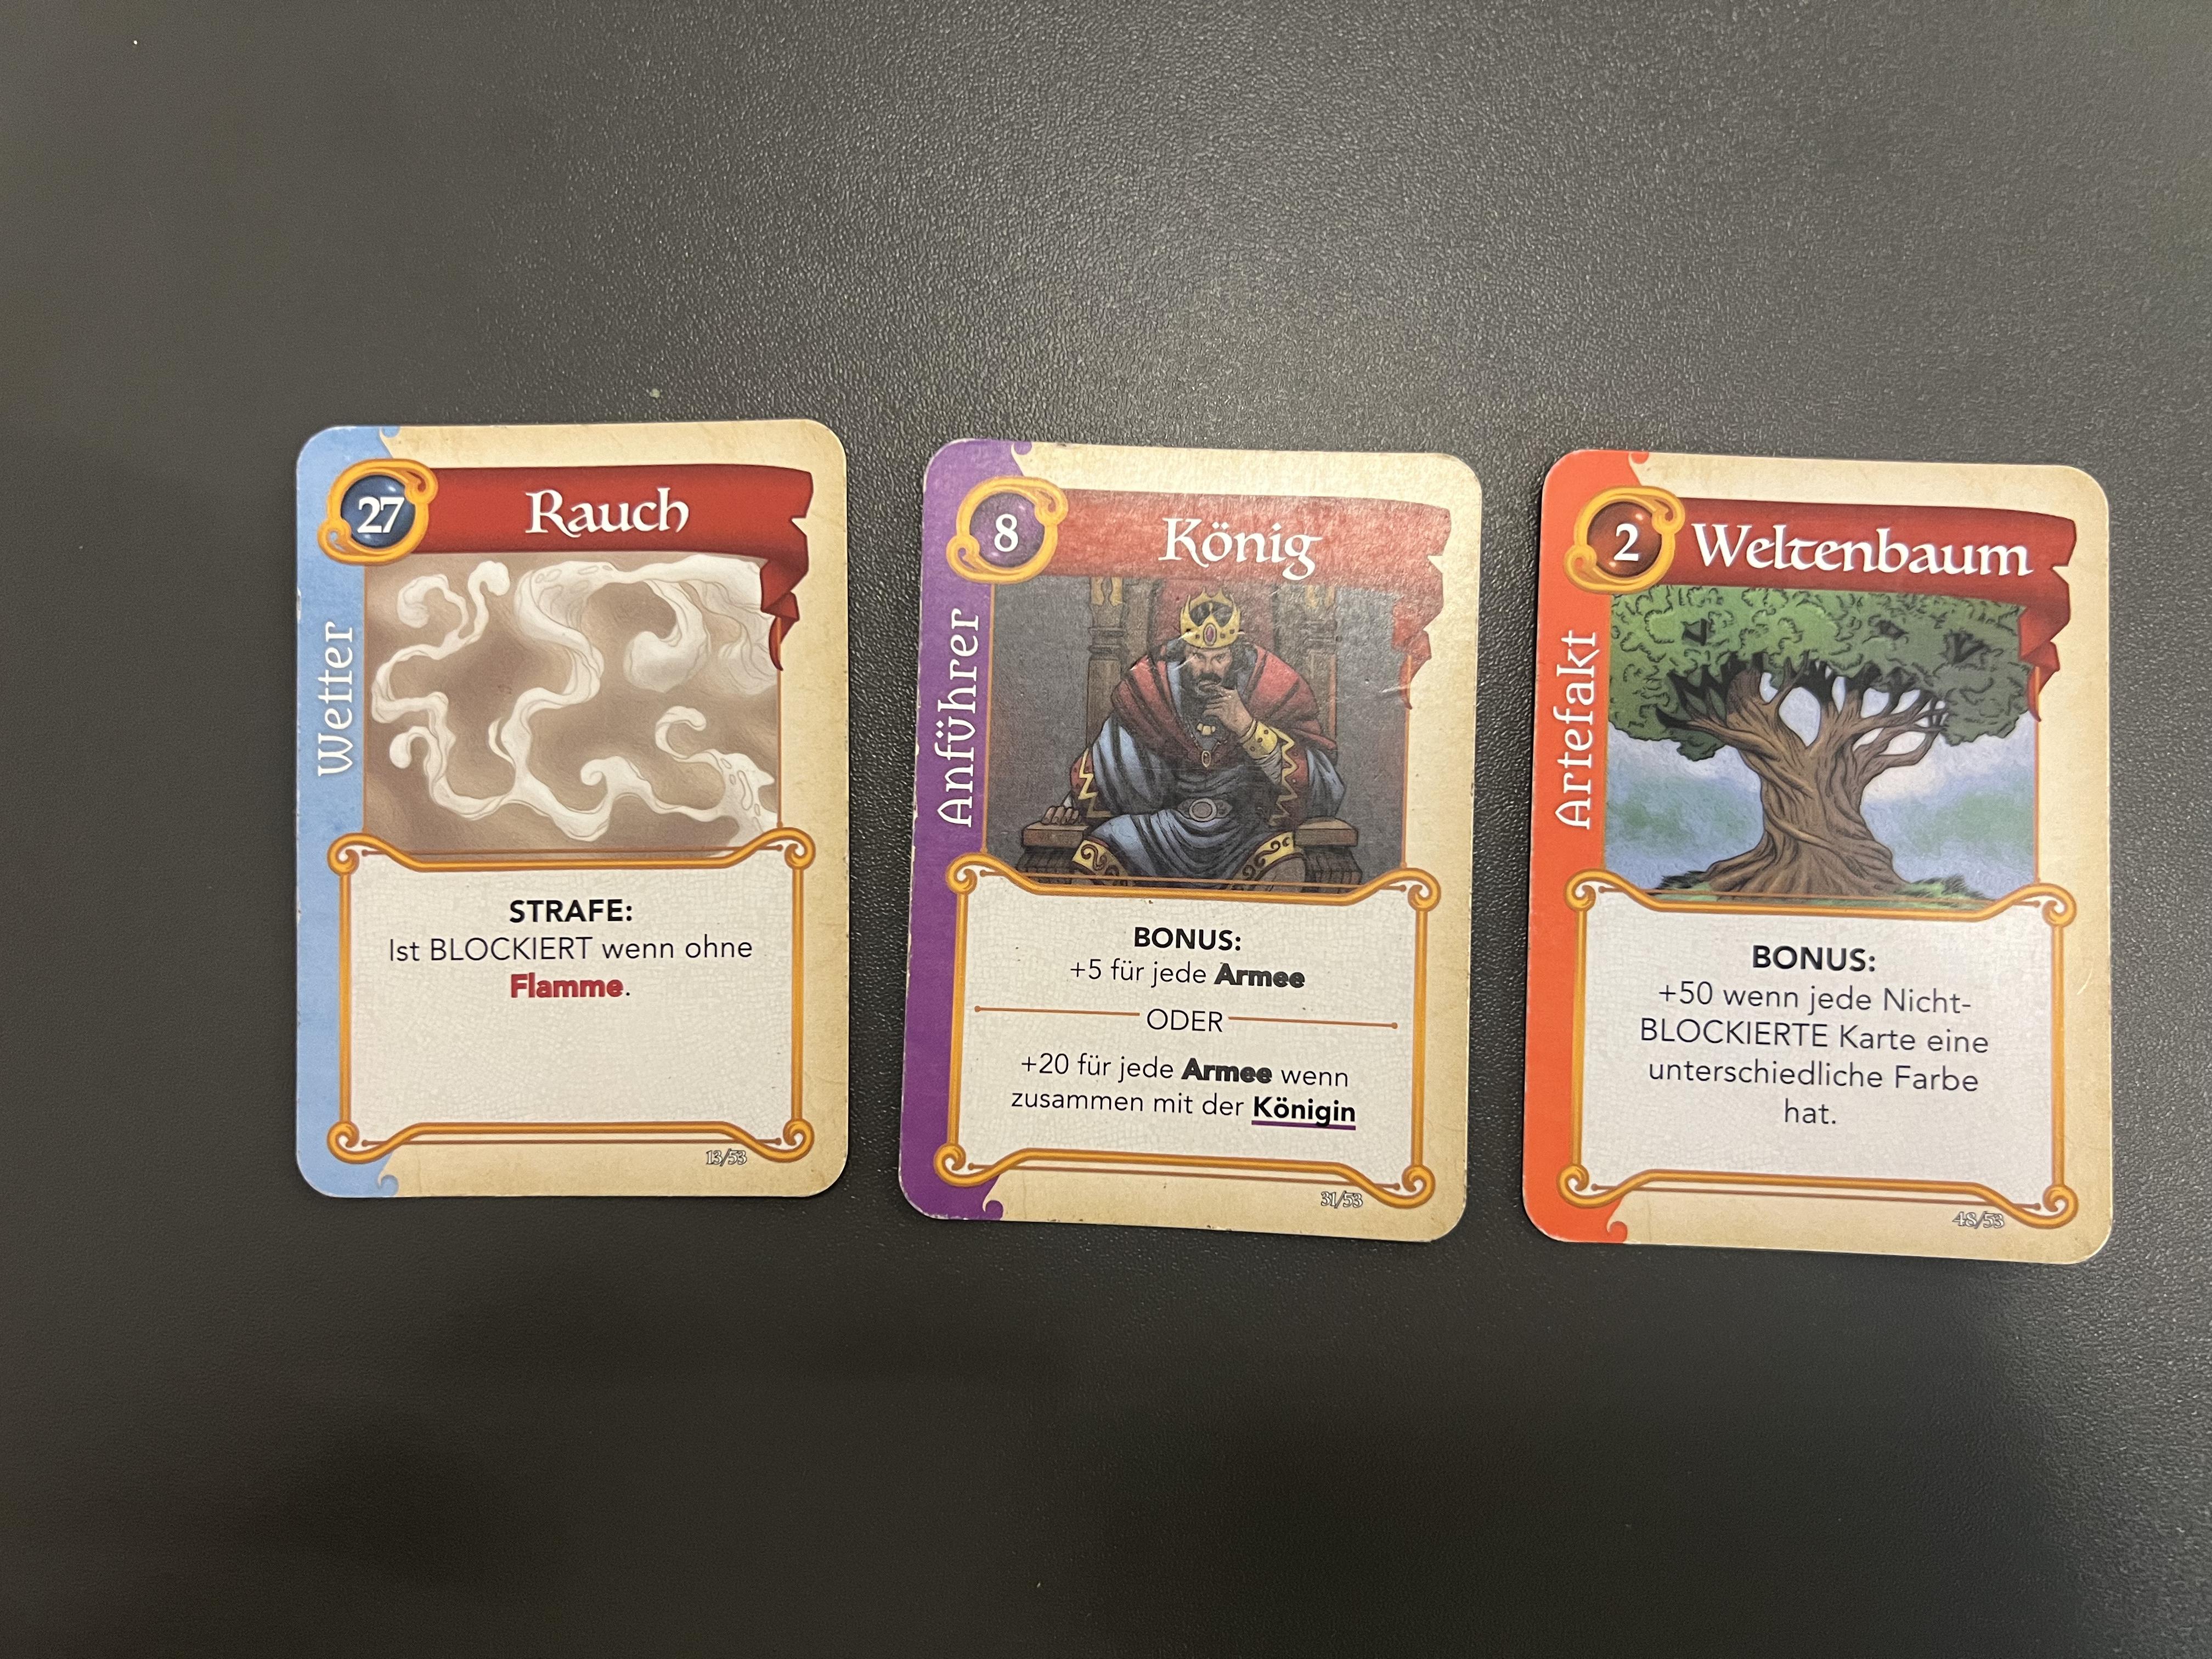 27
Rauch
Wetter
STRAFE:
Ist BLOCKIERT wenn ohne
Flamme.
13/53
8
König
Anführer
BONUS:
+5 für jede Armee
ODER
+20 für jede Armee wenn
zusammen mit der Königin
31/53
2
Weltenbaum
Artefakt
BONUS:
+50 wenn jede Nicht-
BLOCKIERTE Karte eine
unterschiedliche Farbe
hat.
48/53